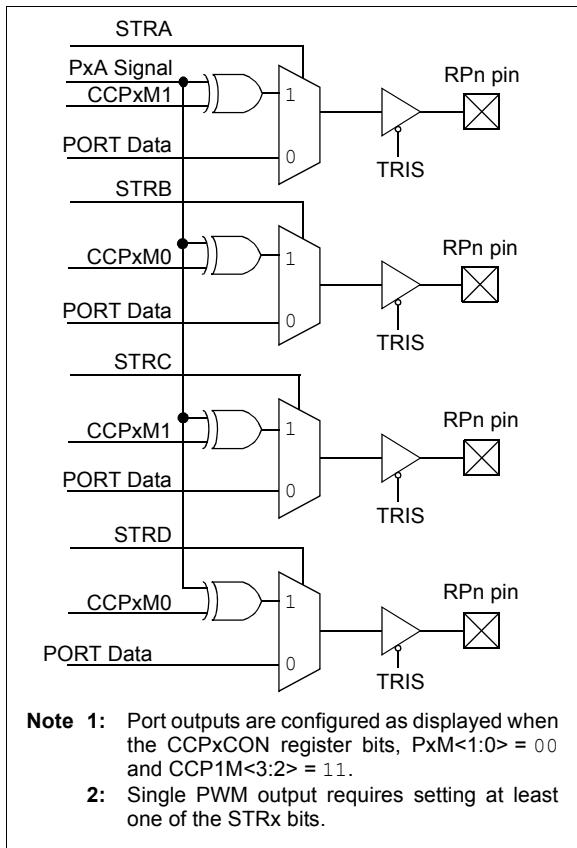 STRA
PxA Signal
CCPxM1
1
RPn pin
PORT Data
0
TRIS
STRB
CCPxM0
1
RPn pin
PORT Data
0
TRIS
STRC
CCPxM1
1
RPn pin
PORT Data
0
TRIS
STRD
CCPxM0
1
RPn pin
PORT Data
0
TRIS
Note 1: Port outputs are configured as displayed when
the CCPxCON register bits, PxM<1:0> = 00
and CCP1M<3:2> = 11.
2: Single PWM output requires setting at least
one of the STRx bits.